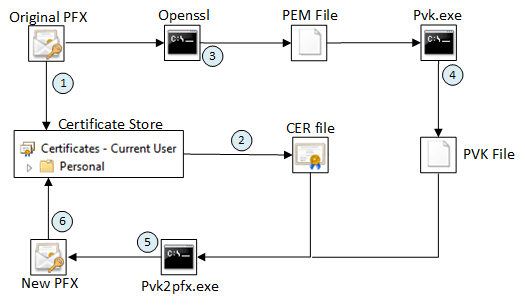 Original PFX
Openssl
PEM File
Pvk.exe
1
3
4
Certificate Store
2
CER file
Certificates - Current User
Personal
PVK File
6
5
New PFX
Pvk2pfx.exe